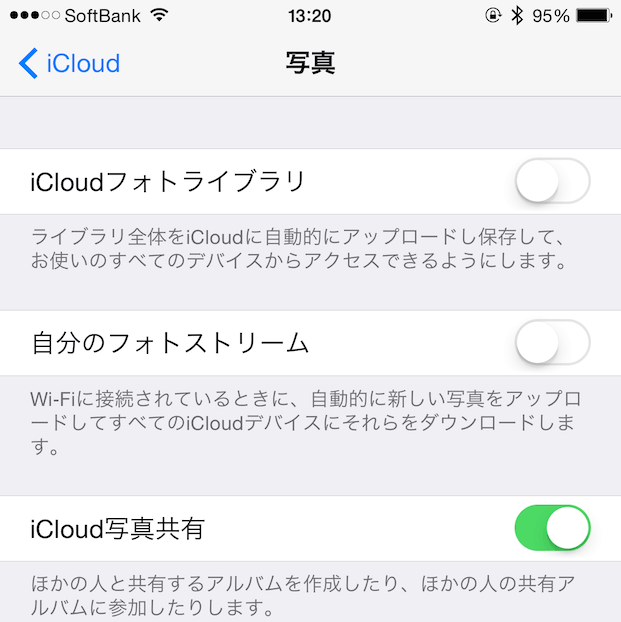 SoftBank 13:20 95%
iCloud 写真
iCloudフォトライブラリ
ライブラリ全体をiCloudに自動的にアップロードし保存して、
お使いのすべてのデバイスからアクセスできるようにします。
自分のフォトストリーム
Wi-Fiに接続されているときに、自動的に新しい写真をアップロ
ードしてすべてのiCloudデバイスにそれらをダウンロードしま
す。
iCloud写真共有
ほかの人と共有するアルバムを作成したり、ほかの人の共有ア
ルバムに参加したりします。